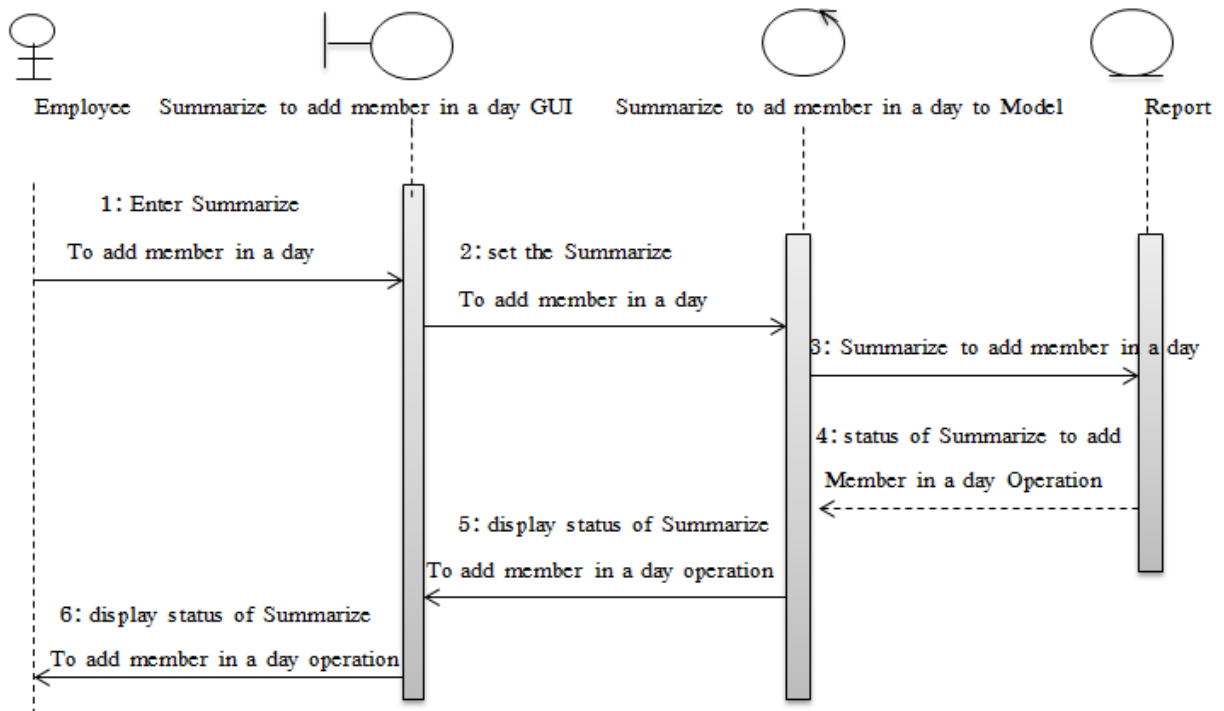 Employee Summarize to add member in a day GUI Summarize to ad member in a day to Model Report
1: Enter Summarize
To add member in a day
2: set the Summarize
To add member in a day
3: Summarize to add member in a day
4: status of Summarize to add
Member in a day Operation
5: display status of Summarize
To add member in a day operation
6: display status of Summarize
To add member in a day operation